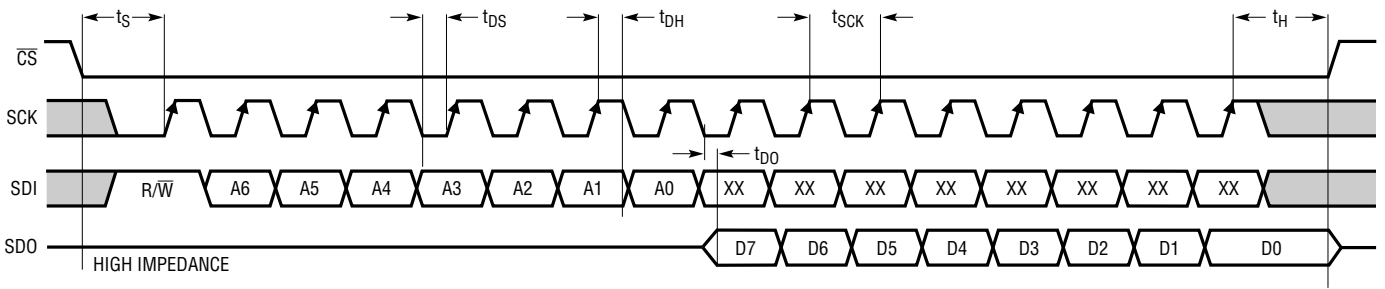 tS tDS tDH tSCK tH
CS
SCK
tDO
SDI R/W A6 A5 A4 A3 A2 A1 A0 XX XX XX XX XX XX XX XX
SDO D7 D6 D5 D4 D3 D2 D1 D0
HIGH IMPEDANCE